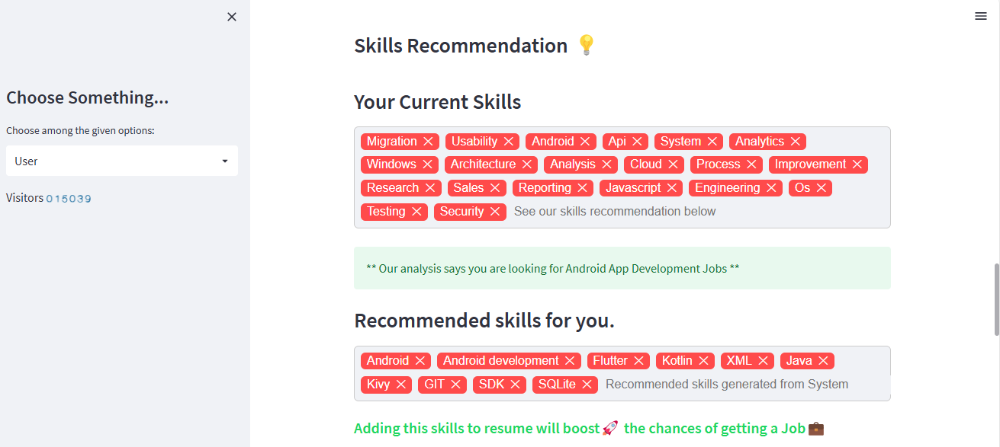 Choose Something...
Choose among the given options:
User
Visitors 015039
Skills Recommendation 💡
Your Current Skills
Migration Usability Android Api System Analytics
Windows Architecture Analysis Cloud Process Improvement
Research Sales Reporting Javascript Engineering Os
Testing Security See our skills recommendation below
** Our analysis says you are looking for Android App Development Jobs **
Recommended skills for you.
Android Android development Flutter Kotlin XML Java
Kivy GIT SDK SQLite Recommended skills generated from System
Adding this skills to resume will boost🚀 the chances of getting a Job💼